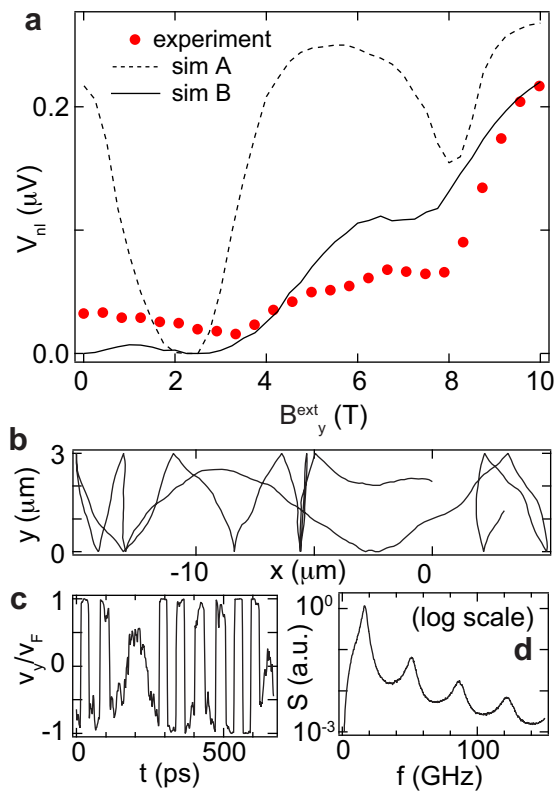 a
experiment
sim A
sim B
0.2
0.0
V_nl (μV)
0 2 4 6 8 10
B^ext_y (T)
b
3
0
y (μm)
-10 0
x (μm)
c
1
0
-1
v_y/v_F
0 500
t (ps)
(log scale)
d
10^0
10^-3
S (a.u.)
0 100
f (GHz)